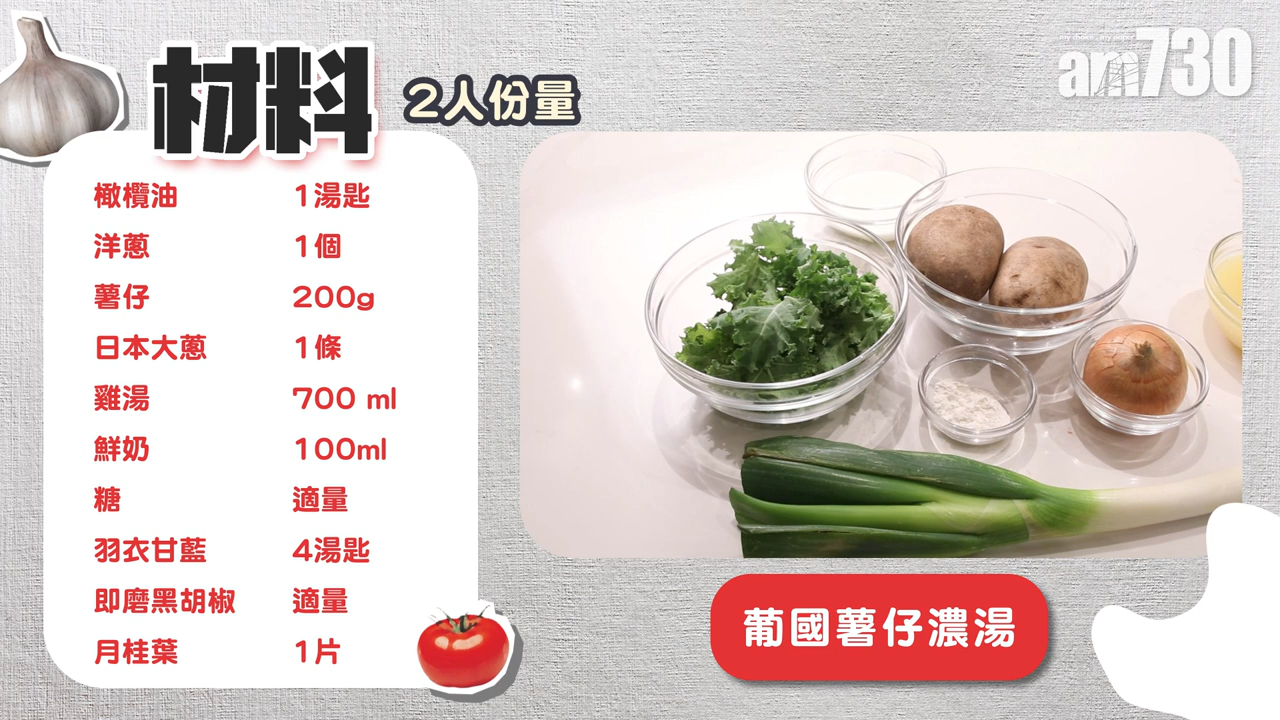 材料
2人份量
am730
橄欖油 1湯匙
洋蔥 1個
薯仔 200g
日本大蔥 1條
雞湯 700 ml
鮮奶 100ml
糖 適量
羽衣甘藍 4湯匙
即磨黑胡椒 適量
月桂葉 1片
葡國薯仔濃湯